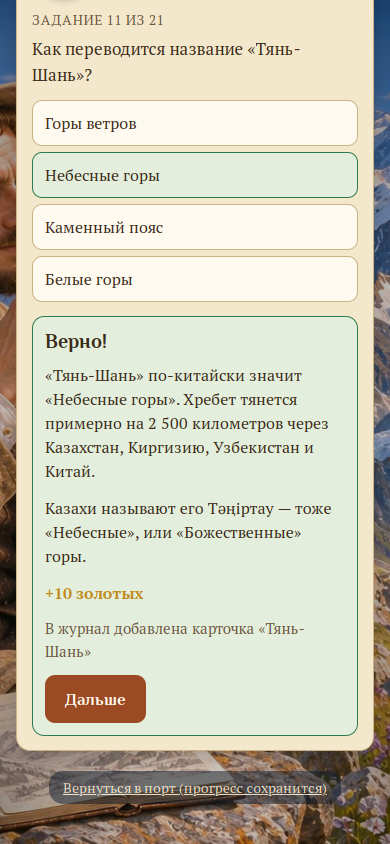 ЗАДАНИЕ 11 ИЗ 21
Как переводится название «Тянь-
Шань»?
Горы ветров
Небесные горы
Каменный пояс
Белые горы
Верно!
«Тянь-Шань» по-китайски значит
«Небесные горы». Хребет тянется
примерно на 2 500 километров через
Казахстан, Киргизию, Узбекистан и
Китай.
Казахи называют его Тәңіртау — тоже
«Небесные», или «Божественные»
горы.
+10 золотых
В журнал добавлена карточка «Тянь-
Шань»
Дальше
Вернуться в порт (прогресс сохранится)